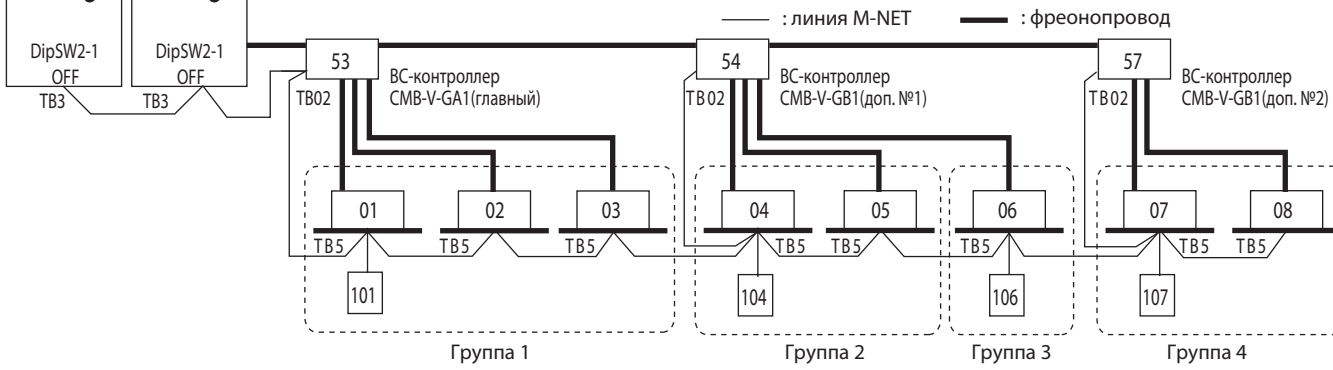 : линия M-NET
: фреонопровод
DipSW2-1
OFF
TB3
DipSW2-1
OFF
TB3
53
TB02
BC-контроллер
CMB-V-GA1(главный)
54
TB02
BC-контроллер
CMB-V-GB1(доп. №1)
57
TB02
BC-контроллер
CMB-V-GB1(доп. №2)
01
02
03
04
05
06
07
08
TB5
TB5
TB5
TB5
TB5
TB5
TB5
TB5
101
104
106
107
Группа 1
Группа 2
Группа 3
Группа 4